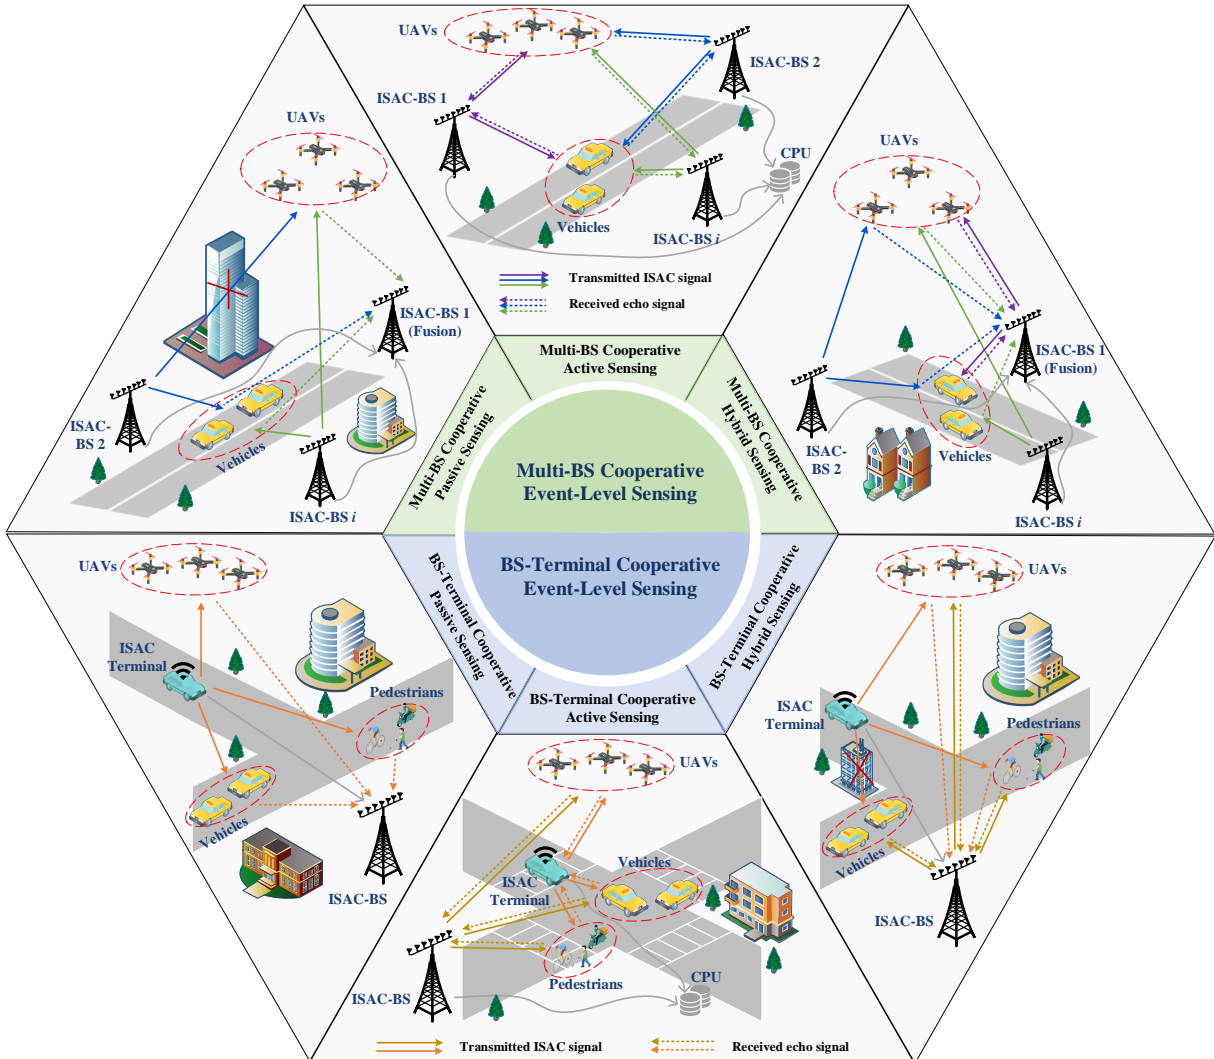 UAVs
ISAC-BS 2
ISAC-BS 1
CPU
Vehicles
ISAC-BS i
Transmitted ISAC signal
Received echo signal
UAVs
ISAC-BS 1
(Fusion)
ISAC-
BS 2
Vehicles
ISAC-BS i
UAVs
ISAC-BS 1
(Fusion)
ISAC-
BS 2
Vehicles
ISAC-BS i
Multi-BS Cooperative
Active Sensing
Multi-BS Cooperative
Passive Sensing
Multi-BS Cooperative
Hybrid Sensing
Multi-BS Cooperative
Event-Level Sensing
BS-Terminal Cooperative
Event-Level Sensing
BS-Terminal Cooperative
Passive Sensing
BS-Terminal Cooperative
Hybrid Sensing
BS-Terminal Cooperative
Active Sensing
UAVs
ISAC
Terminal
Pedestrians
Vehicles
ISAC-BS
UAVs
ISAC
Terminal
Pedestrians
Vehicles
ISAC-BS
UAVs
Vehicles
ISAC
Terminal
Pedestrians
ISAC-BS
CPU
Transmitted ISAC signal
Received echo signal